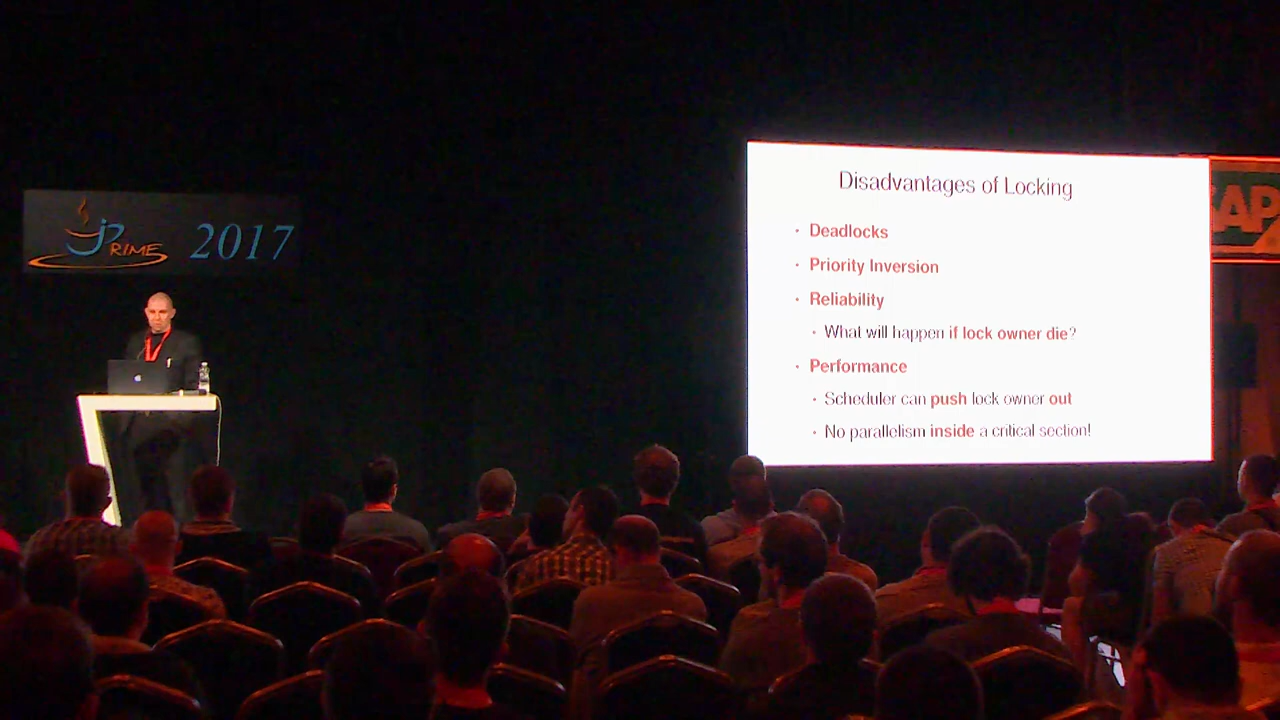 JPRIME 2017
Disadvantages of Locking
• Deadlocks
• Priority Inversion
• Reliability
• What will happen if lock owner die?
• Performance
• Scheduler can push lock owner out
• No parallelism inside a critical section!
SAP